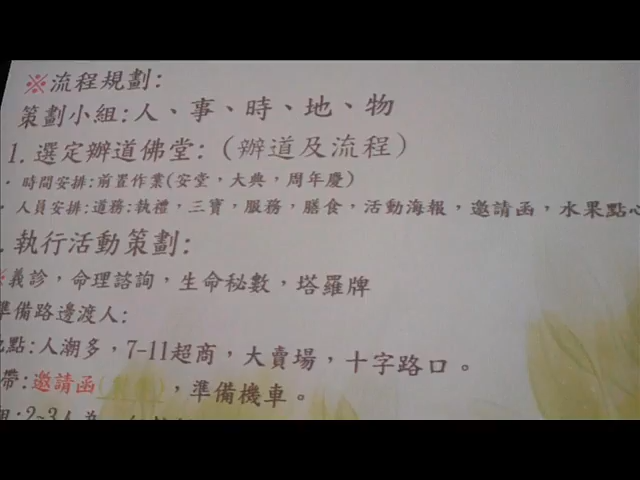 ※流程規劃:
策劃小組:人、事、時、地、物
1.選定辦道佛堂:(辦道及流程)
·時間安排:前置作業(安堂,大典,周年慶)
·人員安排:道務:執禮,三寶,服務,膳食,活動海報,邀請函,水果點心
.執行活動策劃:
※義診,命理諮詢,生命秘數,塔羅牌
準備路邊渡人:
點:人潮多,7-11超商,大賣場,十字路口。
帶:邀請函( ),準備機車。
:2~3人為